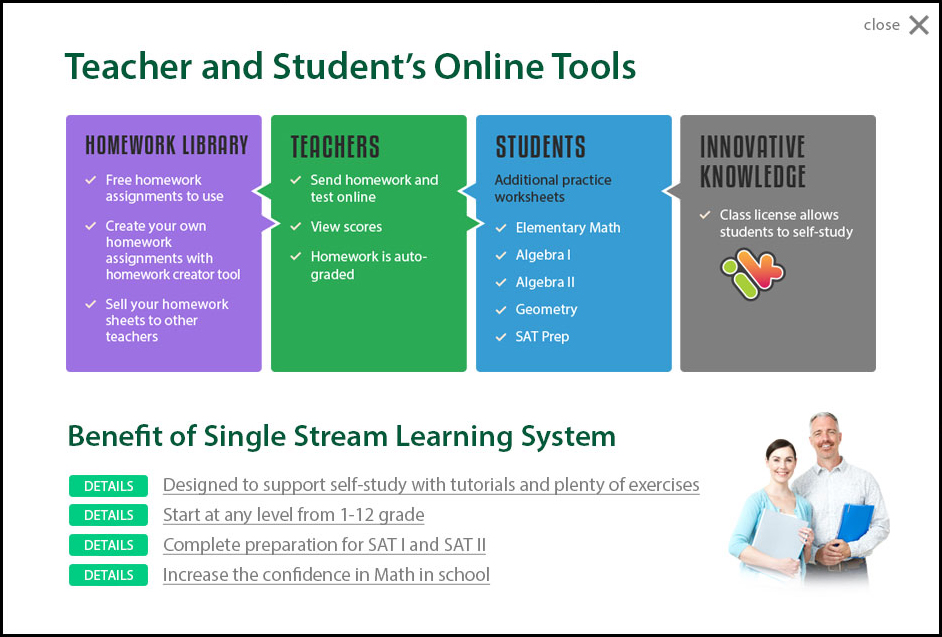 close
Teacher and Student’s Online Tools
HOMEWORK LIBRARY
Free homework
assignments to use
Create your own
homework
assignments with
homework creator tool
Sell your homework
sheets to other
teachers
TEACHERS
Send homework and
test online
View scores
Homework is auto-
graded
STUDENTS
Additional practice
worksheets
Elementary Math
Algebra I
Algebra II
Geometry
SAT Prep
INNOVATIVE
KNOWLEDGE
Class license allows
students to self-study
Benefit of Single Stream Learning System
DETAILS Designed to support self-study with tutorials and plenty of exercises
DETAILS Start at any level from 1-12 grade
DETAILS Complete preparation for SAT I and SAT II
DETAILS Increase the confidence in Math in school